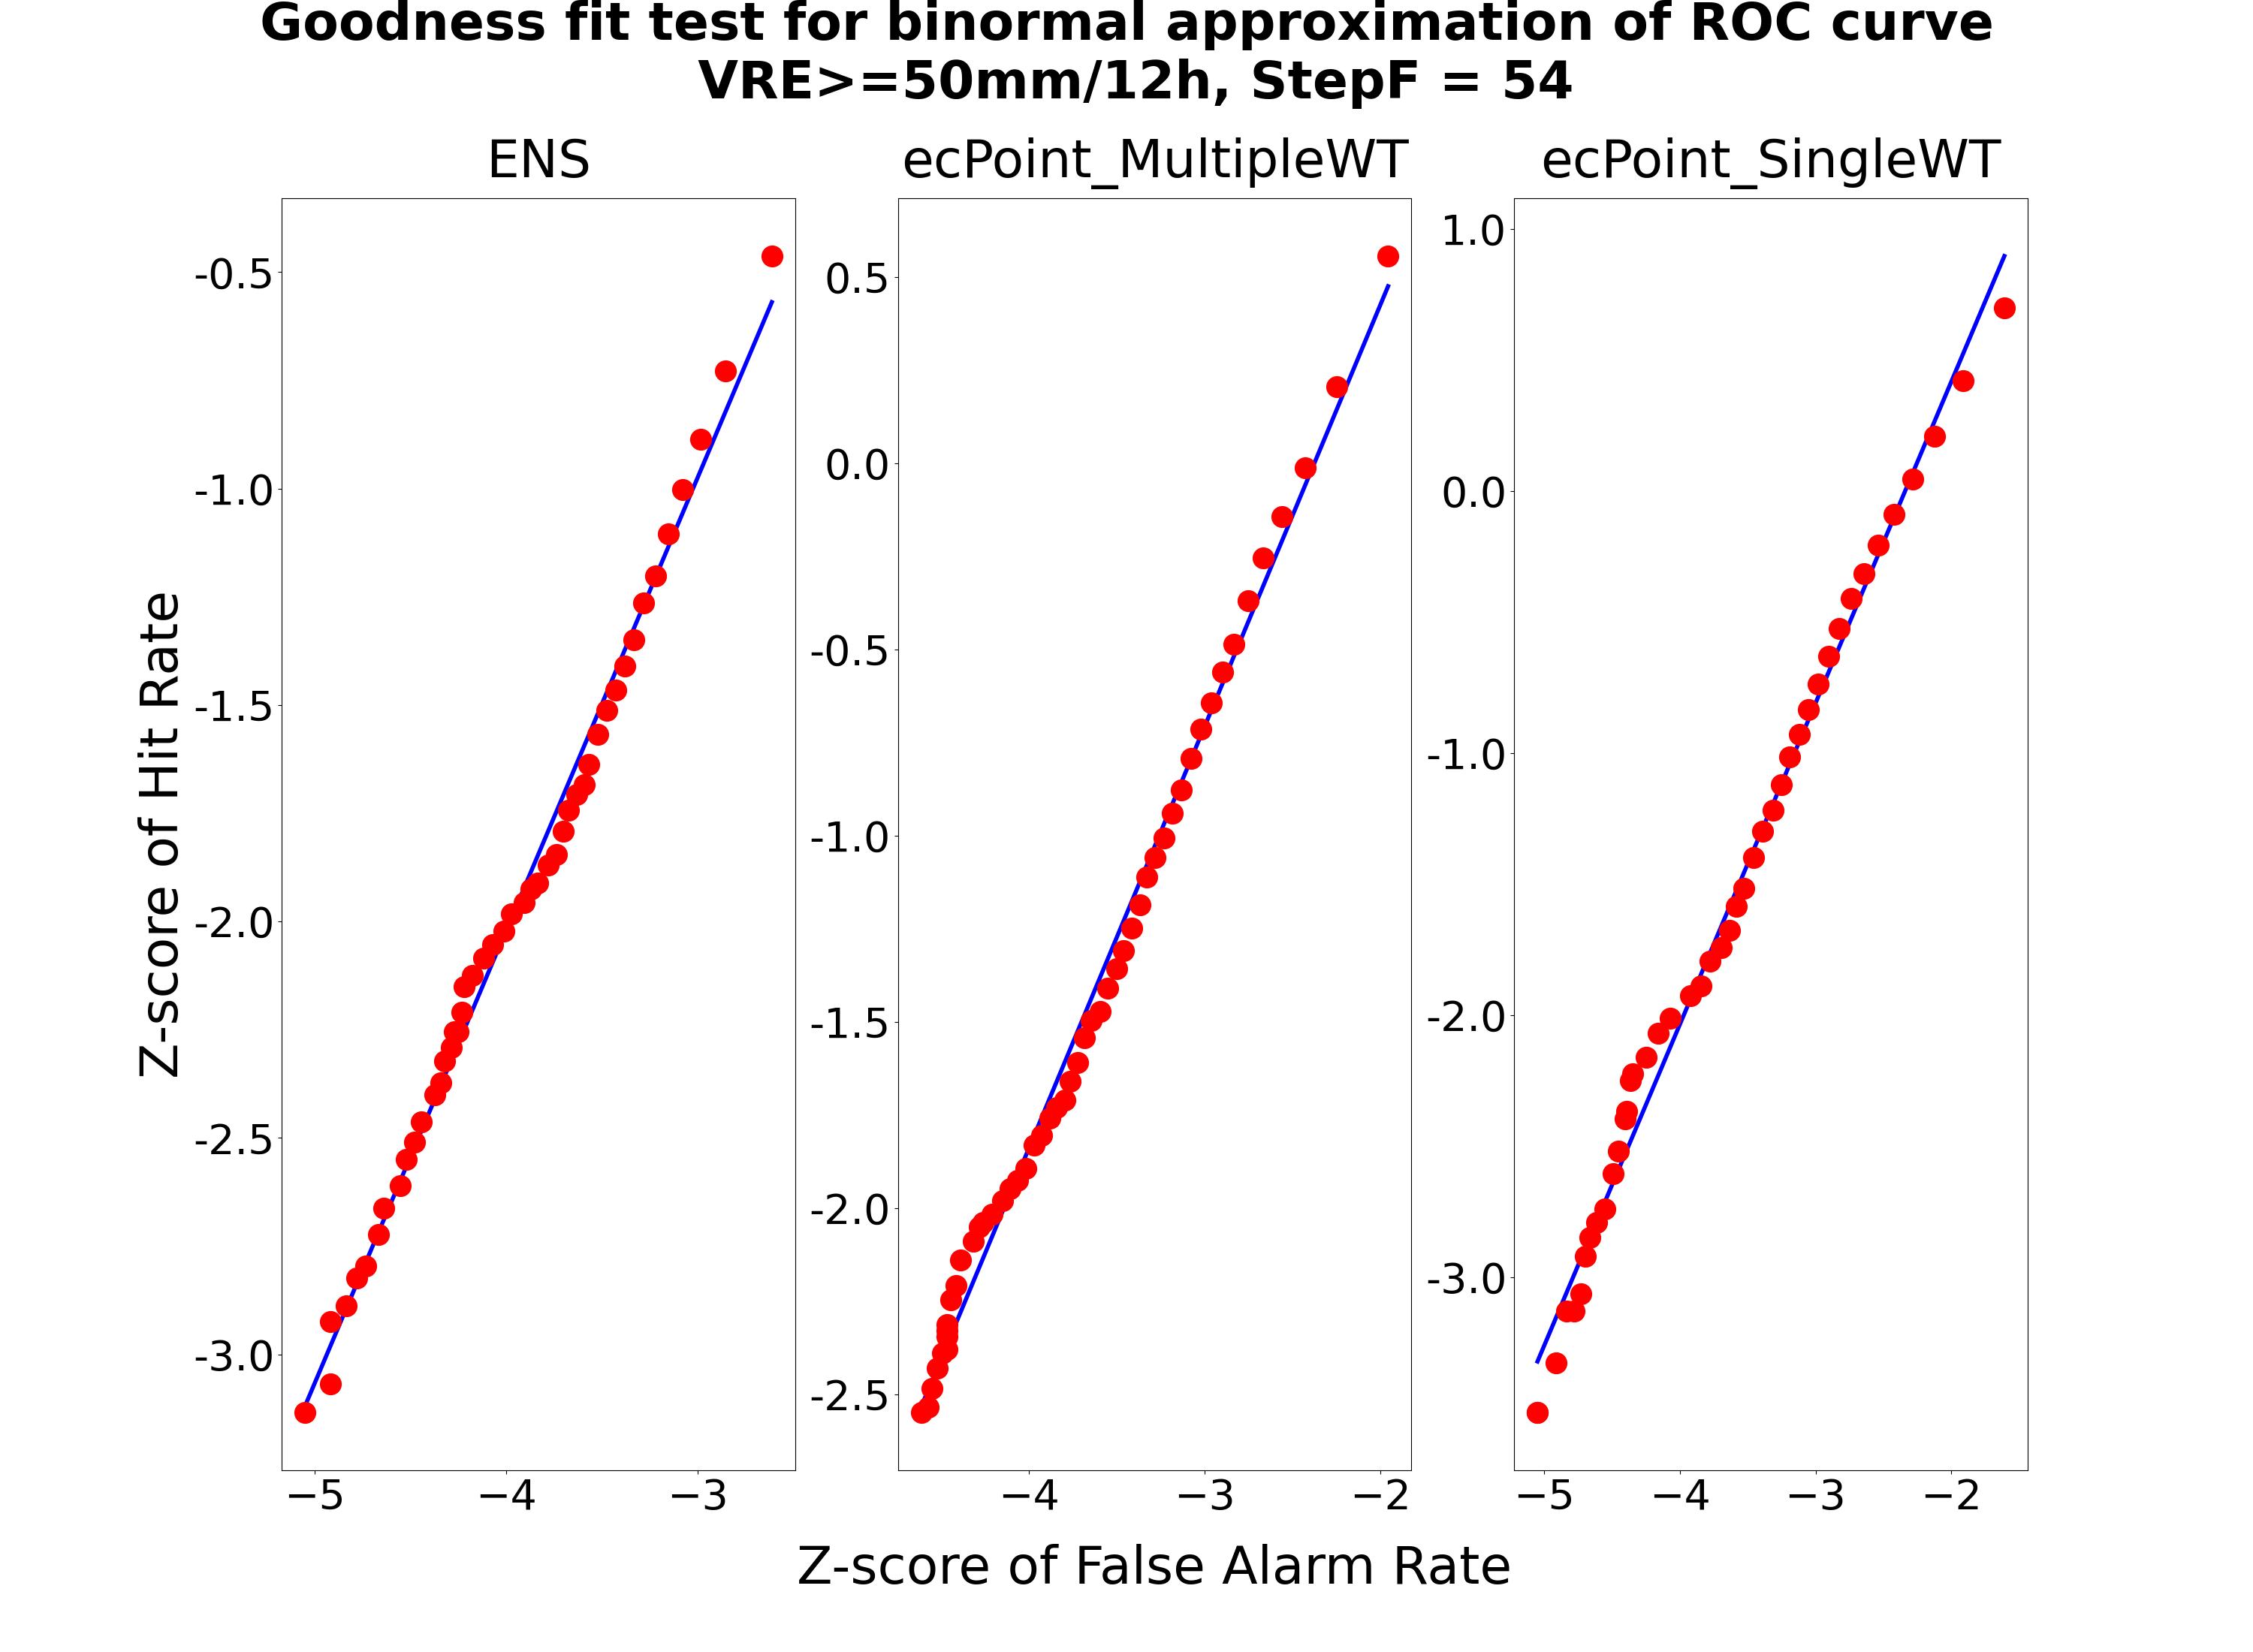 Goodness fit test for binormal approximation of ROC curve
VRE>=50mm/12h, StepF = 54
ENS
ecPoint_MultipleWT
ecPoint_SingleWT
Z-score of Hit Rate
-0.5
-1.0
-1.5
-2.0
-2.5
-3.0
−5 −4 −3
0.5
0.0
-0.5
-1.0
-1.5
-2.0
-2.5
−4 −3 −2
1.0
0.0
-1.0
-2.0
-3.0
−5 −4 −3 −2
Z-score of False Alarm Rate